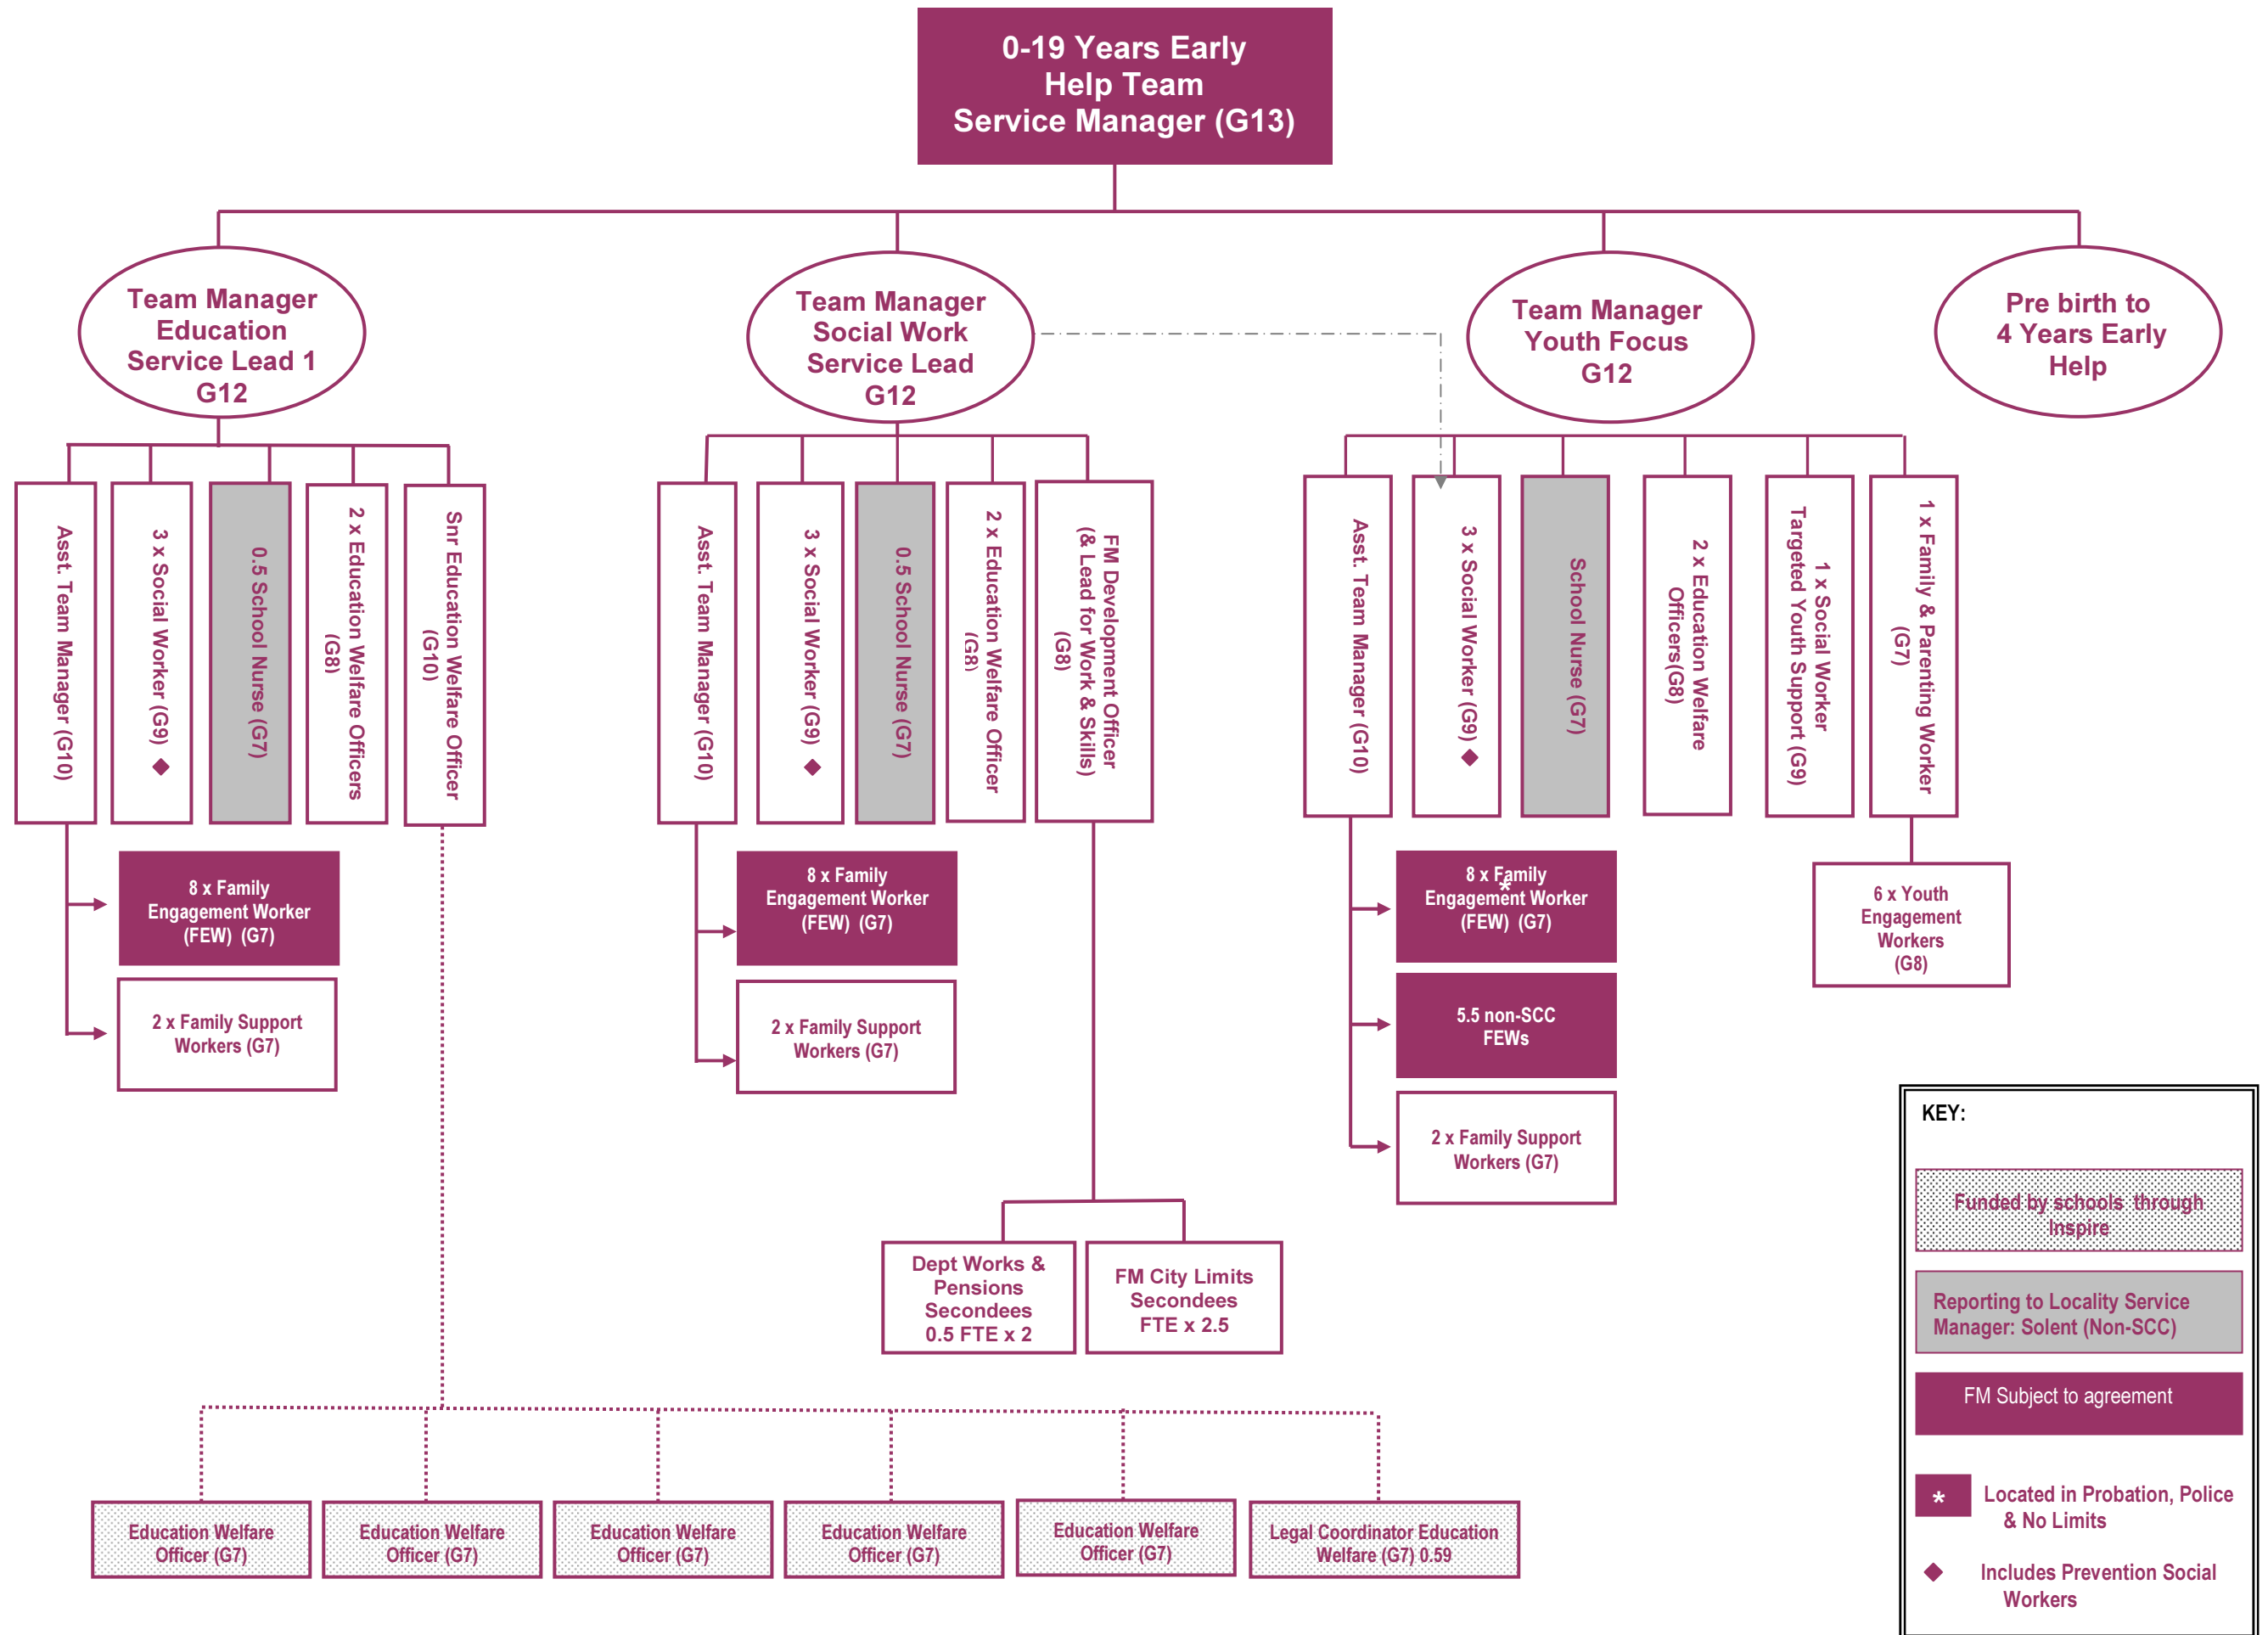 0-19 Years Early
Help Team
Service Manager (G13)
Team Manager
Education
Service Lead 1
G12
Team Manager
Social Work
Service Lead
G12
Team Manager
Youth Focus
G12
Pre birth to
4 Years Early
Help
Asst. Team Manager (G10)
3 x Social Worker (G9) ◆
0.5 School Nurse (G7)
2 x Education Welfare Officers
(G8)
Snr Education Welfare Officer
(G10)
Asst. Team Manager (G10)
3 x Social Worker (G9) ◆
0.5 School Nurse (G7)
2 x Education Welfare Officer
(G8)
FM Development Officer
(& Lead for Work & Skills)
(G8)
Asst. Team Manager (G10)
3 x Social Worker (G9) ◆
School Nurse (G7)
2 x Education Welfare
Officers(G8)
1 x Social Worker
Targeted Youth Support (G9)
1 x Family & Parenting Worker
(G7)
8 x Family
Engagement Worker
(FEW) (G7)
2 x Family Support
Workers (G7)
8 x Family
Engagement Worker
(FEW) (G7)
2 x Family Support
Workers (G7)
8 x Family
*
Engagement Worker
(FEW) (G7)
5.5 non-SCC
FEWs
2 x Family Support
Workers (G7)
6 x Youth
Engagement
Workers
(G8)
Dept Works &
Pensions
Secondees
0.5 FTE x 2
FM City Limits
Secondees
FTE x 2.5
Education Welfare
Officer (G7)
Education Welfare
Officer (G7)
Education Welfare
Officer (G7)
Education Welfare
Officer (G7)
Education Welfare
Officer (G7)
Legal Coordinator Education
Welfare (G7) 0.59
KEY:
Funded by schools through
Inspire
Reporting to Locality Service
Manager: Solent (Non-SCC)
FM Subject to agreement
* Located in Probation, Police
& No Limits
◆ Includes Prevention Social
Workers